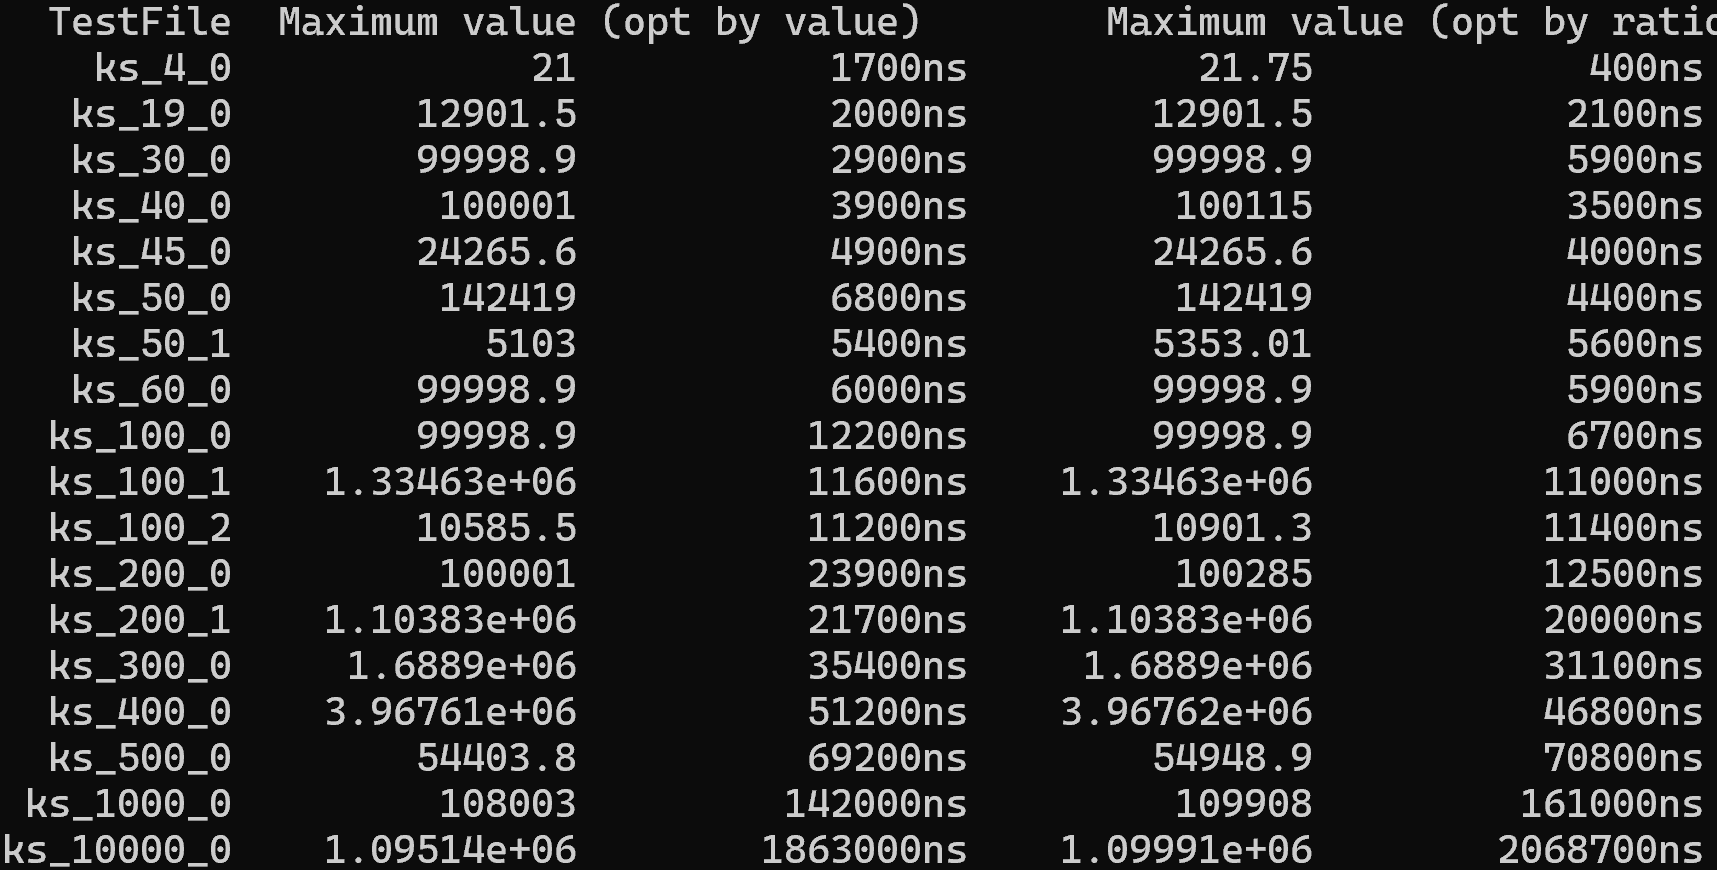 TestFile Maximum value (opt by value) Maximum value (opt by ratio
ks_4_0 21 1700ns 21.75 400ns
ks_19_0 12901.5 2000ns 12901.5 2100ns
ks_30_0 99998.9 2900ns 99998.9 5900ns
ks_40_0 100001 3900ns 100115 3500ns
ks_45_0 24265.6 4900ns 24265.6 4000ns
ks_50_0 142419 6800ns 142419 4400ns
ks_50_1 5103 5400ns 5353.01 5600ns
ks_60_0 99998.9 6000ns 99998.9 5900ns
ks_100_0 99998.9 12200ns 99998.9 6700ns
ks_100_1 1.33463e+06 11600ns 1.33463e+06 11000ns
ks_100_2 10585.5 11200ns 10901.3 11400ns
ks_200_0 100001 23900ns 100285 12500ns
ks_200_1 1.10383e+06 21700ns 1.10383e+06 20000ns
ks_300_0 1.6889e+06 35400ns 1.6889e+06 31100ns
ks_400_0 3.96761e+06 51200ns 3.96762e+06 46800ns
ks_500_0 54403.8 69200ns 54948.9 70800ns
ks_1000_0 108003 142000ns 109908 161000ns
ks_10000_0 1.09514e+06 1863000ns 1.09991e+06 2068700ns